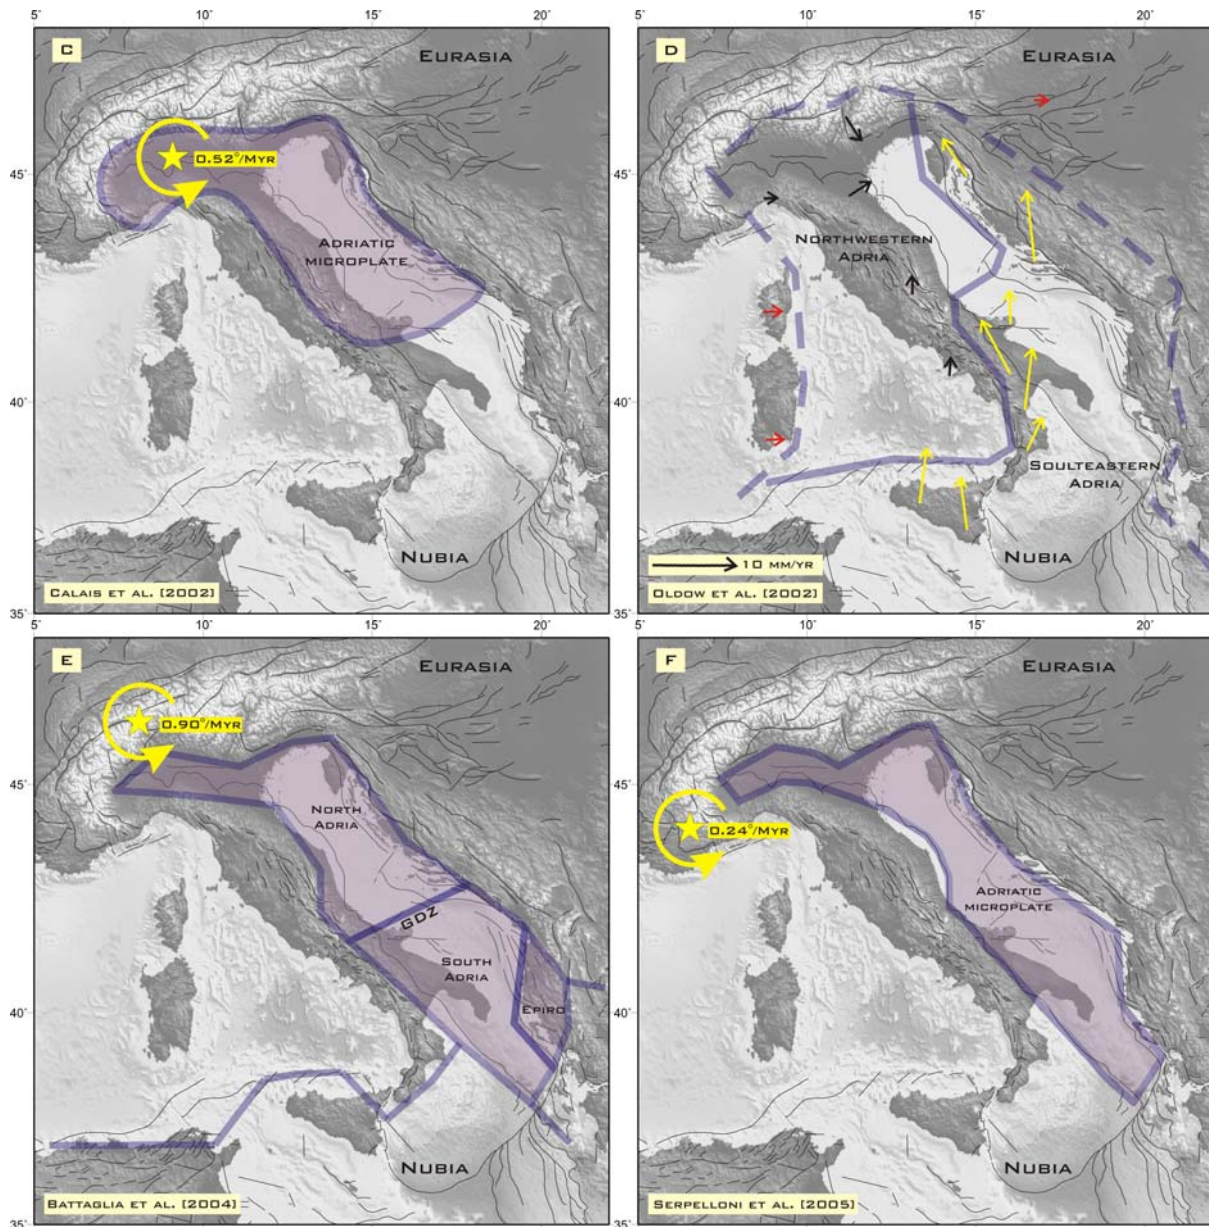 5° 10° 15° 20° 5° 10° 15° 20°
C
EURASIA
0.52°/MYR
ADRIATIC
MICROPLATE
NUBIA
CALAIS ET AL. [2002]
45°
40°
35°
D
EURASIA
NORTHWESTERN
ADRIA
SOULTEASTERN
ADRIA
NUBIA
10 MM/YR
OLDOW ET AL. [2002]
45°
40°
35°
5° 10° 15° 20° 5° 10° 15° 20°
E
EURASIA
0.90°/MYR
NORTH
ADRIA
GDZ
SOUTH
ADRIA
EPIRO
NUBIA
BATTAGLIA ET AL. [2004]
45°
40°
35°
F
EURASIA
0.24°/MYR
ADRIATIC
MICROPLATE
NUBIA
SERPELLONI ET AL. [2005]
45°
40°
35°